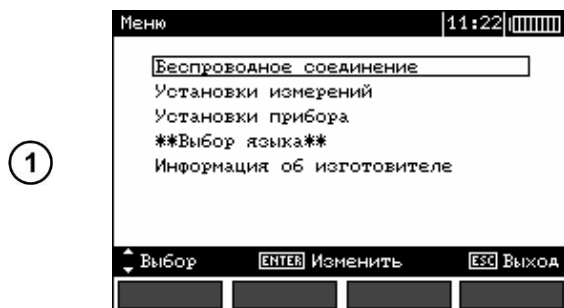 Меню 11:22
Беспроводное соединение
Установки измерений
Установки прибора
**Выбор языка**
Информация об изготовителе
1
Выбор ENTER Изменить ESC Выход